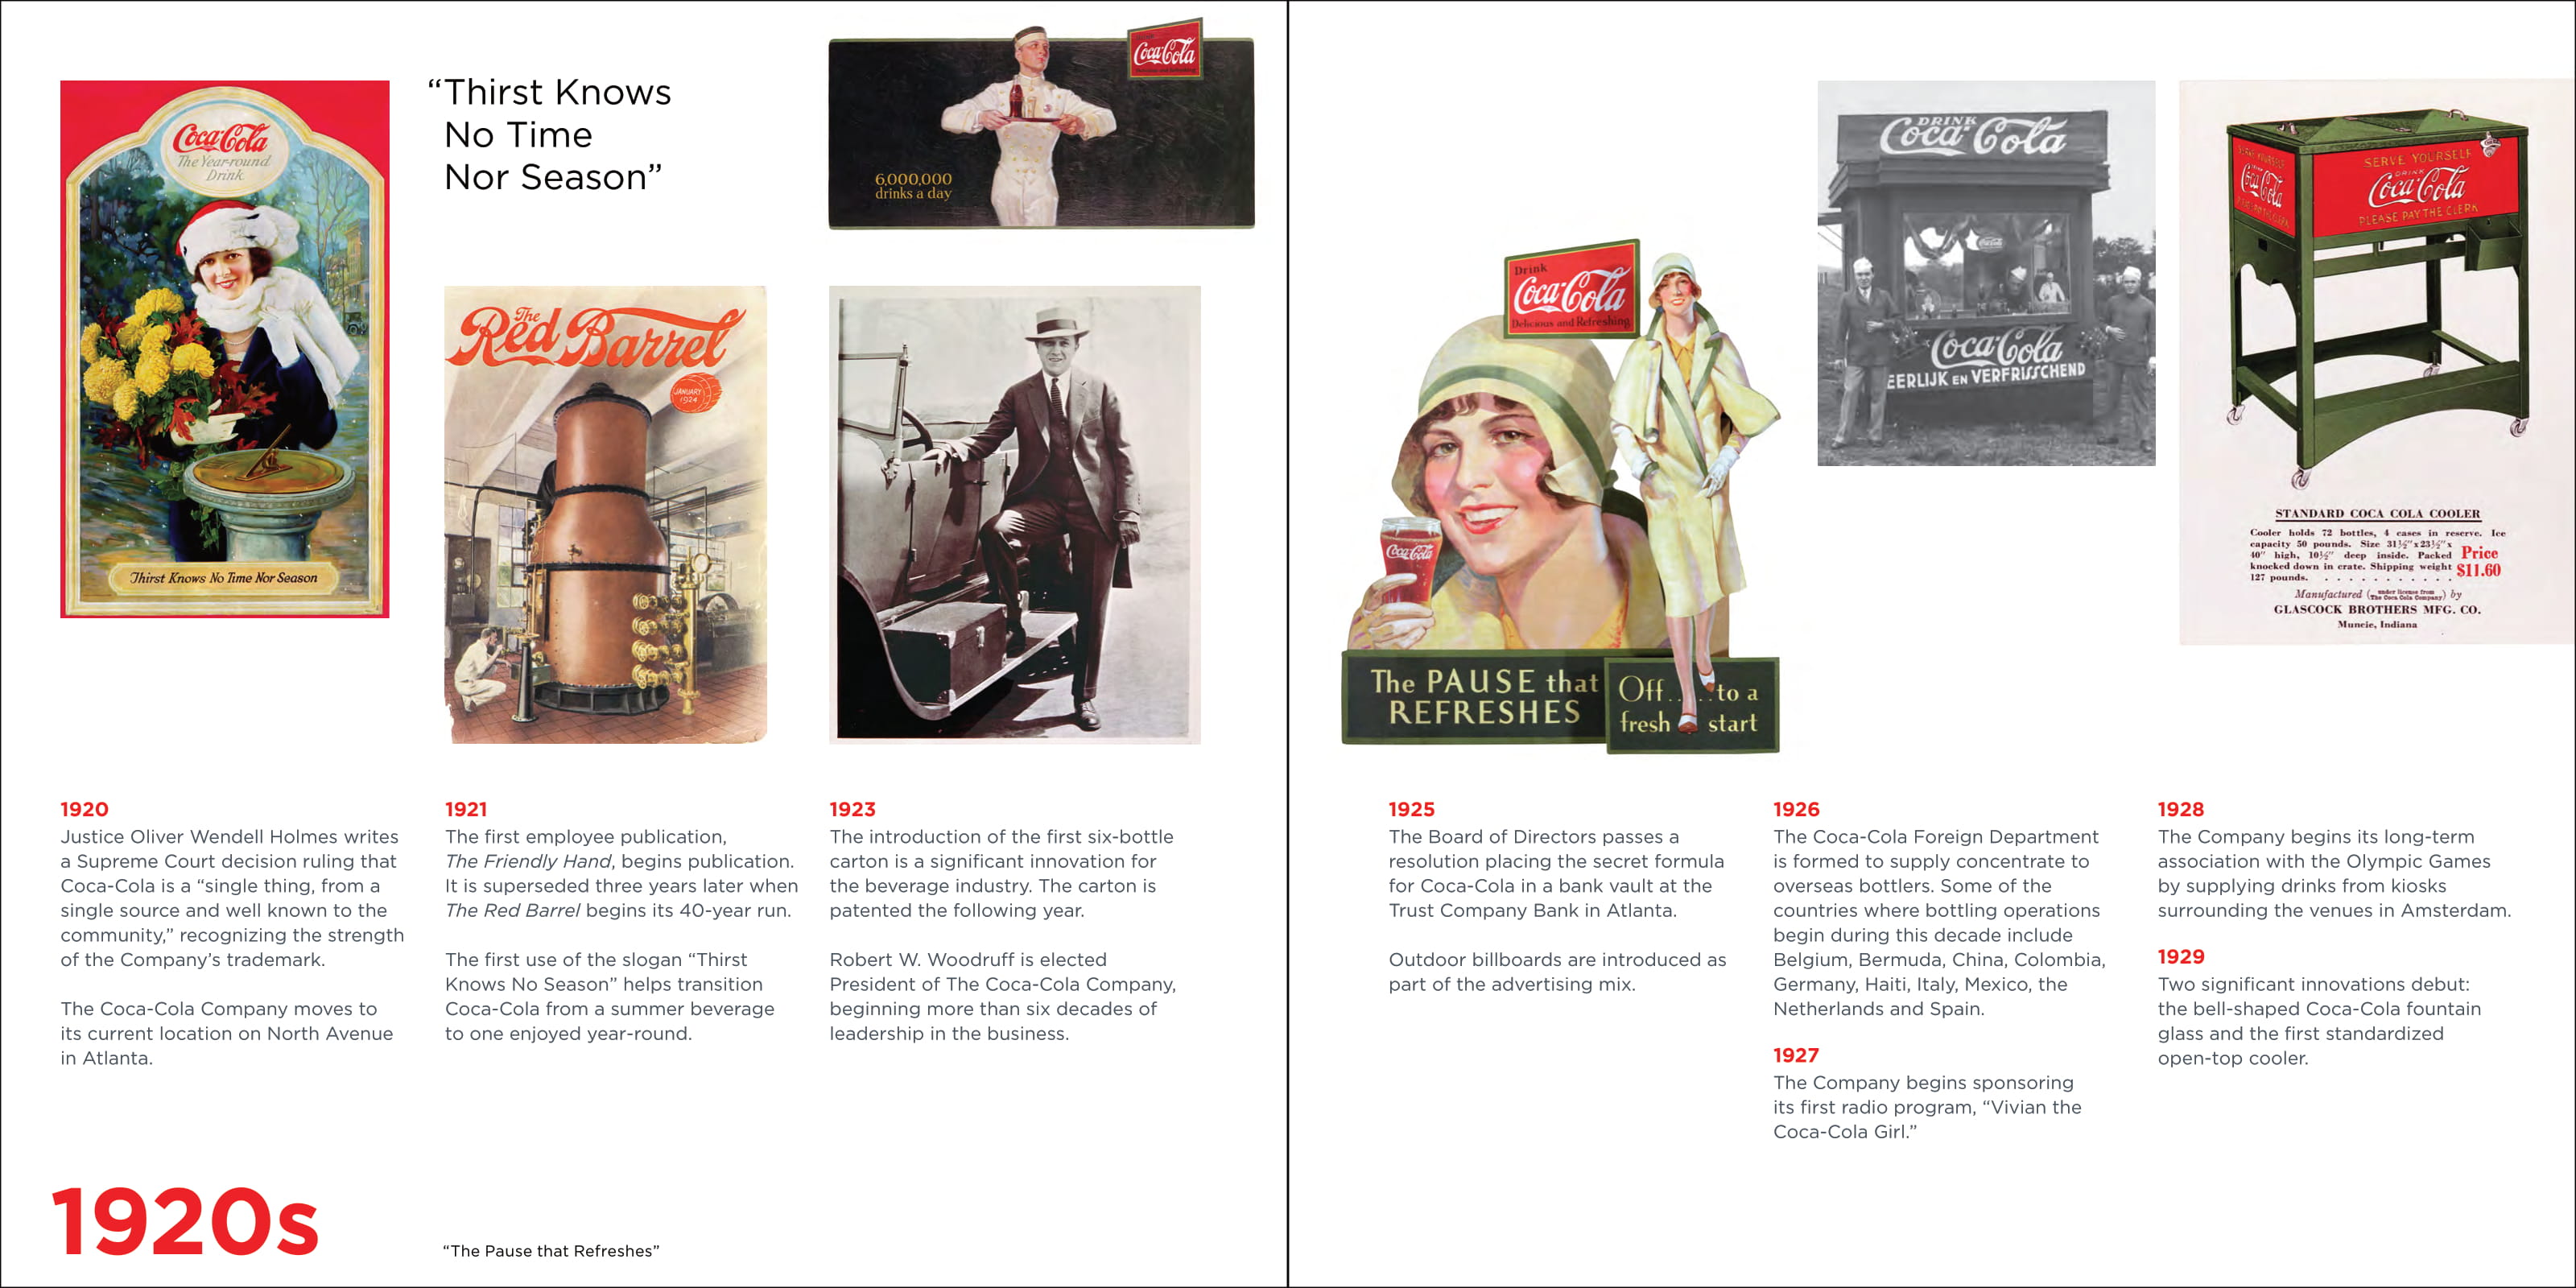 Coca-Cola
The Year-round
Drink
Thirst Knows No Time Nor Season
“Thirst Knows
No Time
Nor Season”
Coca-Cola
6,000,000
drinks a day
The
Red Barrel
JANUARY
1924
Drink
Coca-Cola
Delicious and Refreshing
Coca-Cola
The PAUSE that
REFRESHES
Off....to a
fresh start
DRINK
Coca-Cola
Coca-Cola
Coca-Cola
EERLIJK EN VERFRISSCHEND
SERVE YOURSELF
Coca-Cola
SERVE YOURSELF
DRINK
Coca-Cola
PLEASE PAY THE CLERK
STANDARD COCA COLA COOLER
Cooler holds 72 bottles, 4 cases in reserve. Ice
capacity 50 pounds. Size 31½"x23½"x
40" high, 10½" deep inside. Packed
knocked down in crate. Shipping weight
127 pounds. . . . . . . . . . . .
Price
$11.60
Manufactured (under license from The Coca Cola Company) by
GLASCOCK BROTHERS MFG. CO.
Muncie, Indiana
1920
Justice Oliver Wendell Holmes writes
a Supreme Court decision ruling that
Coca-Cola is a “single thing, from a
single source and well known to the
community,” recognizing the strength
of the Company’s trademark.
The Coca-Cola Company moves to
its current location on North Avenue
in Atlanta.
1921
The first employee publication,
The Friendly Hand, begins publication.
It is superseded three years later when
The Red Barrel begins its 40-year run.
The first use of the slogan “Thirst
Knows No Season” helps transition
Coca-Cola from a summer beverage
to one enjoyed year-round.
1923
The introduction of the first six-bottle
carton is a significant innovation for
the beverage industry. The carton is
patented the following year.
Robert W. Woodruff is elected
President of The Coca-Cola Company,
beginning more than six decades of
leadership in the business.
1925
The Board of Directors passes a
resolution placing the secret formula
for Coca-Cola in a bank vault at the
Trust Company Bank in Atlanta.
Outdoor billboards are introduced as
part of the advertising mix.
1926
The Coca-Cola Foreign Department
is formed to supply concentrate to
overseas bottlers. Some of the
countries where bottling operations
begin during this decade include
Belgium, Bermuda, China, Colombia,
Germany, Haiti, Italy, Mexico, the
Netherlands and Spain.
1927
The Company begins sponsoring
its first radio program, “Vivian the
Coca-Cola Girl.”
1928
The Company begins its long-term
association with the Olympic Games
by supplying drinks from kiosks
surrounding the venues in Amsterdam.
1929
Two significant innovations debut:
the bell-shaped Coca-Cola fountain
glass and the first standardized
open-top cooler.
1920s
“The Pause that Refreshes”